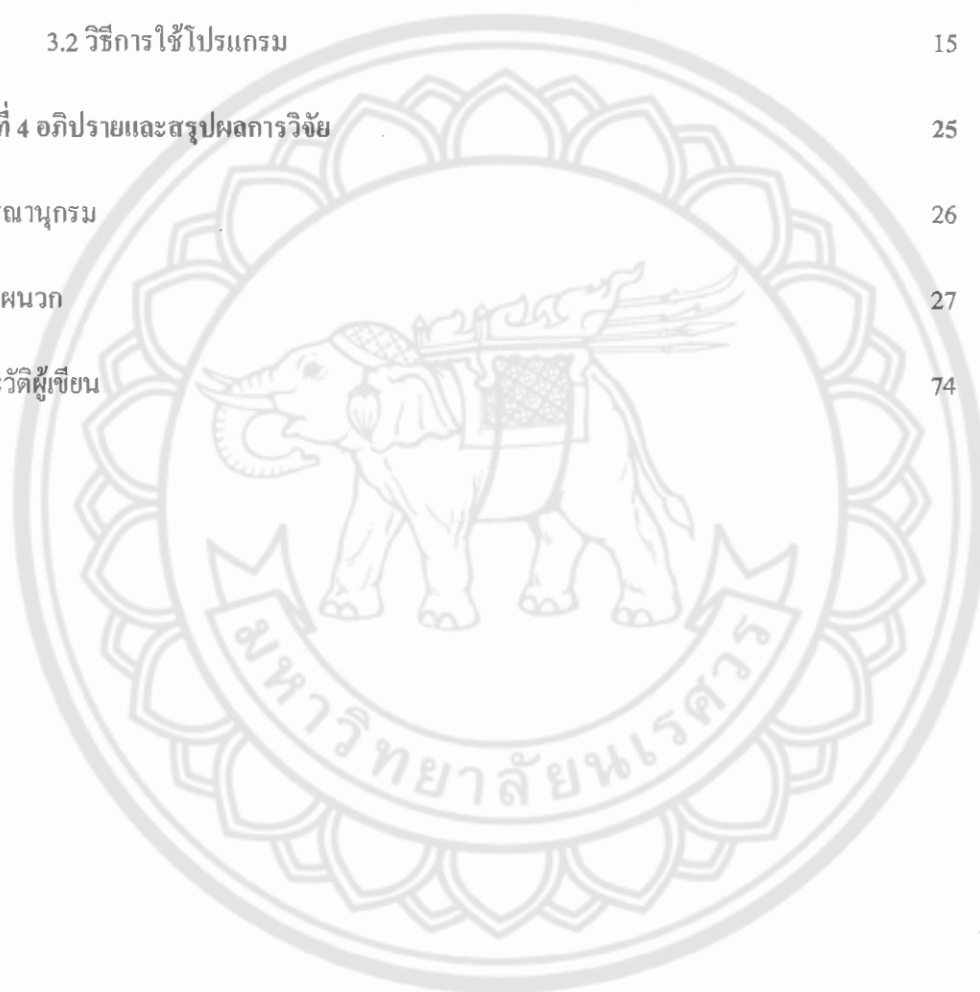 3.2 วิธีการใช้โปรแกรม 15
ที่ 4 อภิปรายและสรุปผลการวิจัย 25
รณานุกรม 26
ผนวก 27
วัติผู้เขียน 74
มหาวิทยาลัยนเรศวร